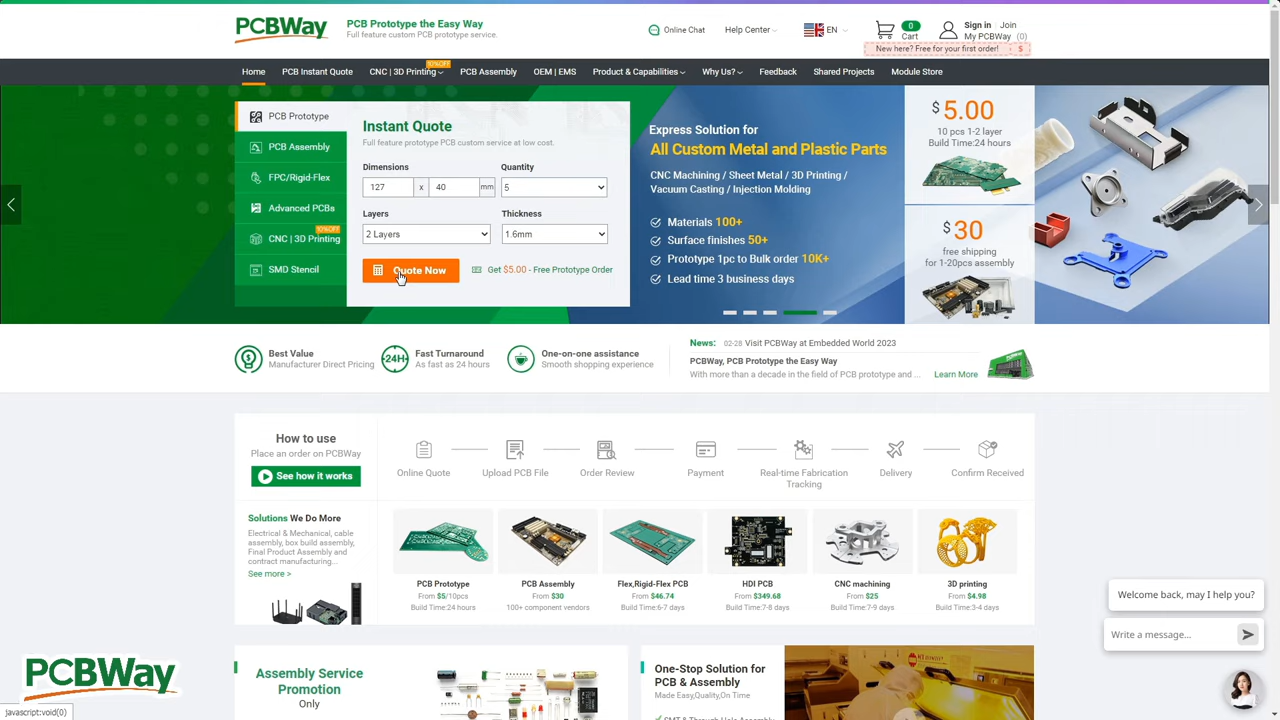 PCBWay
PCB Prototype the Easy Way
Full feature custom PCB prototype service.
Online Chat
Help Center
EN
0
Cart
Sign in
Join
My PCBWay (0)
New here? Free for your first order! $
Home
PCB Instant Quote
CNC | 3D Printing
10%OFF
PCB Assembly
OEM | EMS
Product & Capabilities
Why Us?
Feedback
Shared Projects
Module Store
PCB Prototype
PCB Assembly
FPC/Rigid-Flex
Advanced PCBs
10%OFF
CNC | 3D Printing
SMD Stencil
Instant Quote
Full feature prototype PCB custom service at low cost.
Dimensions
Quantity
127 x 40 mm
5
Layers
Thickness
2 Layers
1.6mm
Quote Now
Get $5.00 - Free Prototype Order
Express Solution for
All Custom Metal and Plastic Parts
CNC Machining / Sheet Metal / 3D Printing /
Vacuum Casting / Injection Molding
Materials 100+
Surface finishes 50+
Prototype 1pc to Bulk order 10K+
Lead time 3 business days
$5.00
10 pcs 1-2 layer
Build Time:24 hours
$30
free shipping
for 1-20pcs assembly
Best Value
Manufacturer Direct Pricing
24H
Fast Turnaround
As fast as 24 hours
One-on-one assistance
Smooth shopping experience
News: 02-28 Visit PCBWay at Embedded World 2023
PCBWay, PCB Prototype the Easy Way
With more than a decade in the field of PCB prototype and ...
Learn More
How to use
Place an order on PCBWay
See how it works
Online Quote
Upload PCB File
Order Review
Payment
Real-time Fabrication
Tracking
Delivery
Confirm Received
Solutions We Do More
Electrical & Mechanical, cable
assembly, box build assembly,
Final Product Assembly and
contract manufacturing...
See more >
PCB Prototype
From $5/10pcs
Build Time:24 hours
PCB Assembly
From $30
100+ component vendors
Flex,Rigid-Flex PCB
From $46.74
Build Time:6-7 days
HDI PCB
From $349.68
Build Time:7-8 days
CNC machining
From $25
Build Time:7-9 days
3D printing
From $4.98
Build Time:3-4 days
Welcome back, may I help you?
Write a message...
Assembly Service
Promotion
Only
One-Stop Solution for
PCB & Assembly
Made Easy,Quality,On Time
SMT & Through Hole Assembly
PCBWay
javascript:void(0)